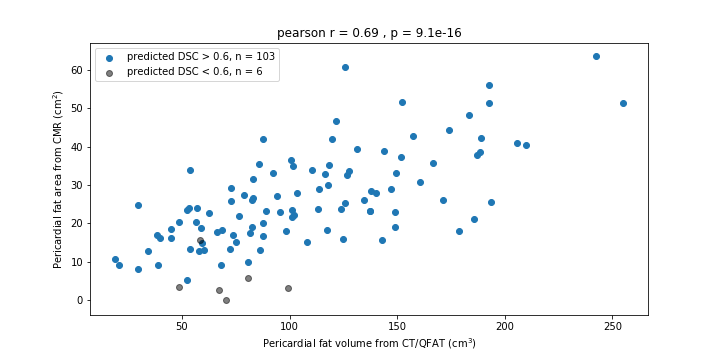 pearson r = 0.69 , p = 9.1e-16
predicted DSC > 0.6, n = 103
predicted DSC < 0.6, n = 6
Pericardial fat area from CMR (cm²)
60
50
40
30
20
10
0
50
100
150
200
250
Pericardial fat volume from CT/QFAT (cm³)